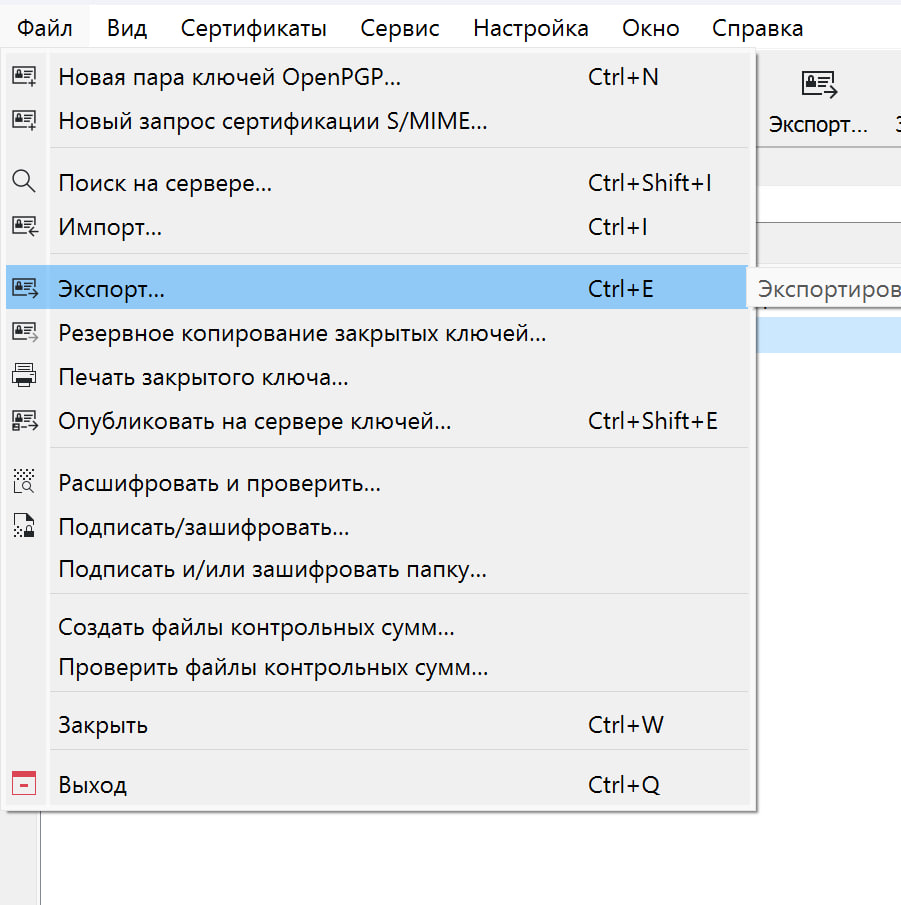 Файл Вид Сертификаты Сервис Настройка Окно Справка
Новая пара ключей OpenPGP... Ctrl+N
Новый запрос сертификации S/MIME...
Экспорт...
Поиск на сервере... Ctrl+Shift+I
Импорт... Ctrl+I
Экспорт... Ctrl+E
Экспортиров
Резервное копирование закрытых ключей...
Печать закрытого ключа...
Опубликовать на сервере ключей... Ctrl+Shift+E
Расшифровать и проверить...
Подписать/зашифровать...
Подписать и/или зашифровать папку...
Создать файлы контрольных сумм...
Проверить файлы контрольных сумм...
Закрыть Ctrl+W
Выход Ctrl+Q